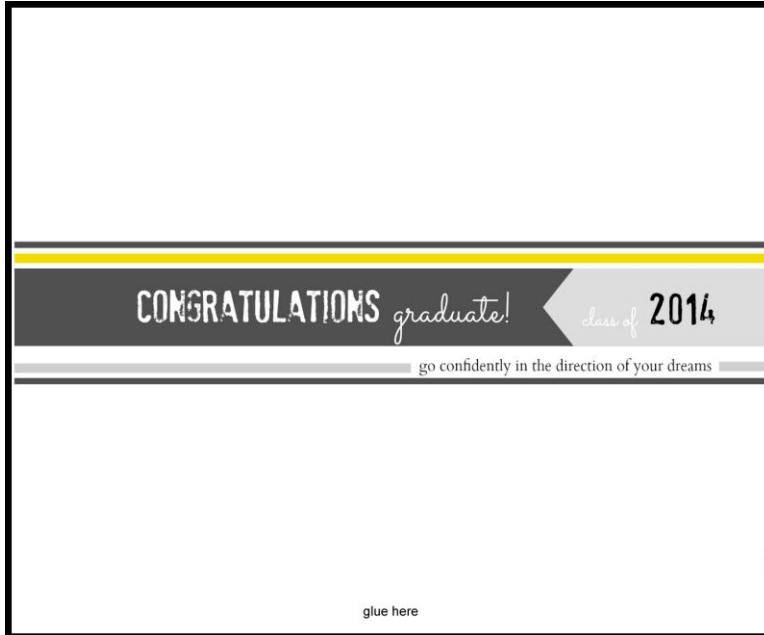 CONGRATULATIONS graduate! class of 2014
go confidently in the direction of your dreams
glue here